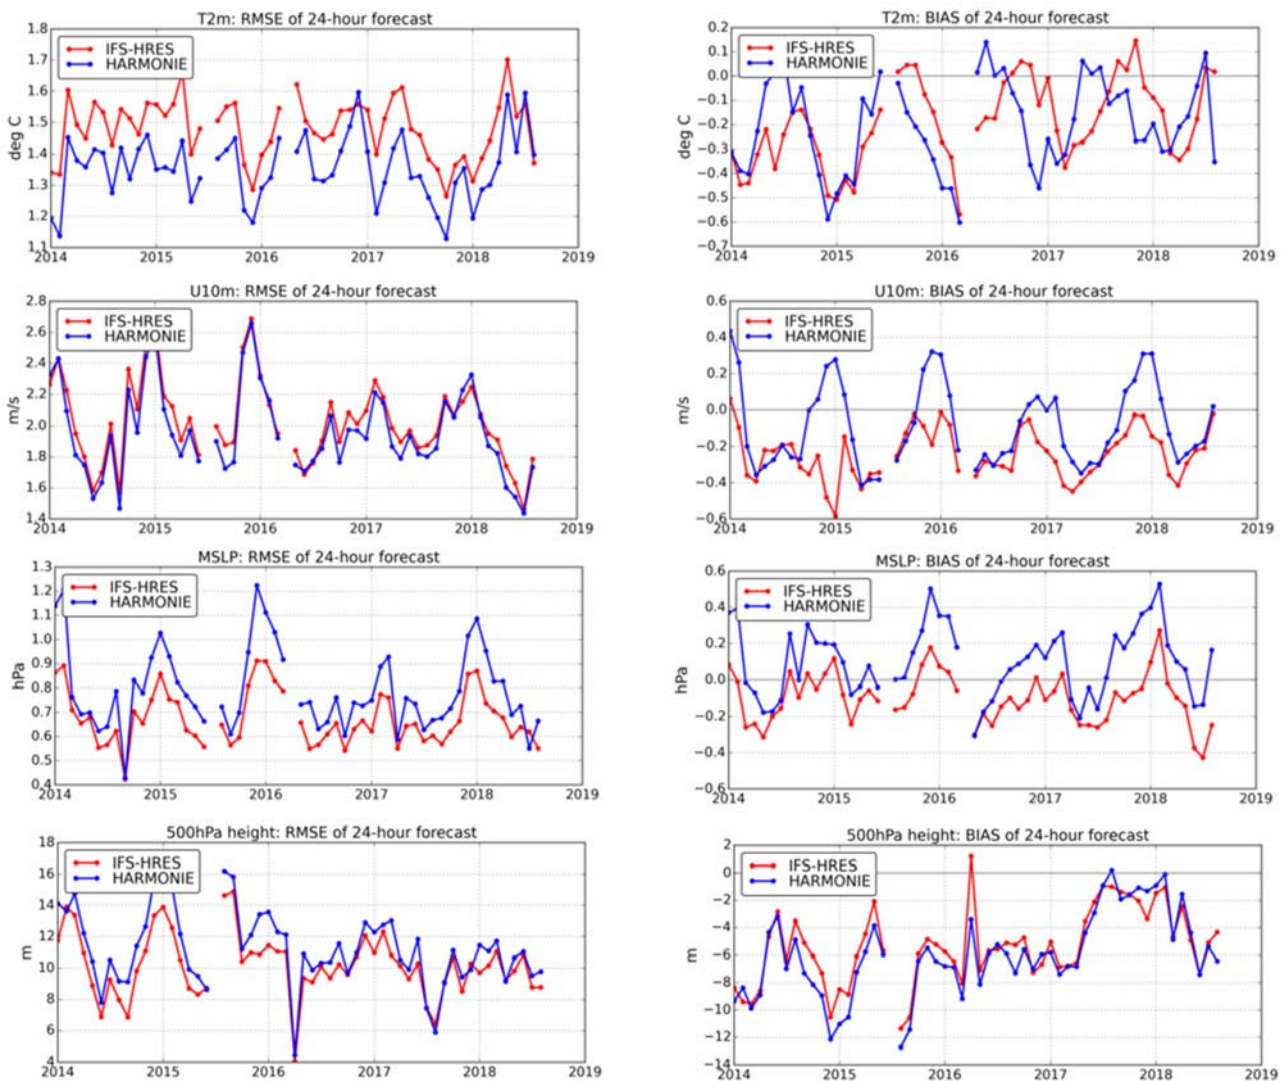 T2m: RMSE of 24-hour forecast
1.8
1.7
1.6
1.5
1.4
1.3
1.2
1.1
deg C
IFS-HRES
HARMONIE
2014 2015 2016 2017 2018 2019
T2m: BIAS of 24-hour forecast
0.2
0.1
0.0
−0.1
−0.2
−0.3
−0.4
−0.5
−0.6
−0.7
deg C
IFS-HRES
HARMONIE
2014 2015 2016 2017 2018 2019
U10m: RMSE of 24-hour forecast
2.8
2.6
2.4
2.2
2.0
1.8
1.6
1.4
m/s
IFS-HRES
HARMONIE
2014 2015 2016 2017 2018 2019
U10m: BIAS of 24-hour forecast
0.6
0.4
0.2
0.0
−0.2
−0.4
−0.6
m/s
IFS-HRES
HARMONIE
2014 2015 2016 2017 2018 2019
MSLP: RMSE of 24-hour forecast
1.3
1.2
1.1
1.0
0.9
0.8
0.7
0.6
0.5
0.4
hPa
IFS-HRES
HARMONIE
2014 2015 2016 2017 2018 2019
MSLP: BIAS of 24-hour forecast
0.6
0.4
0.2
0.0
−0.2
−0.4
−0.6
hPa
IFS-HRES
HARMONIE
2014 2015 2016 2017 2018 2019
500hPa height: RMSE of 24-hour forecast
18
16
14
12
10
8
6
4
m
IFS-HRES
HARMONIE
2014 2015 2016 2017 2018 2019
500hPa height: BIAS of 24-hour forecast
2
0
−2
−4
−6
−8
−10
−12
−14
m
IFS-HRES
HARMONIE
2014 2015 2016 2017 2018 2019